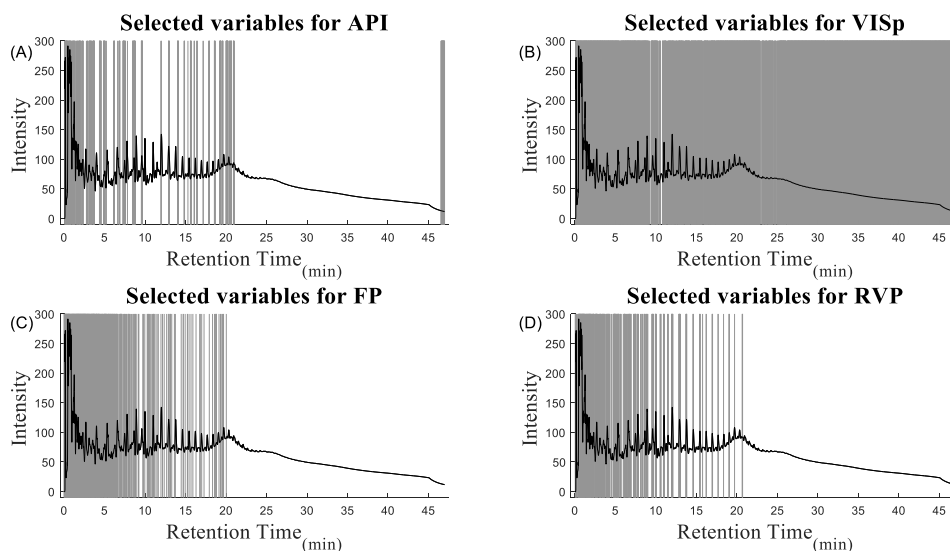 Selected variables for API
(A)
Intensity
300
250
200
150
100
50
0
0 5 10 15 20 25 30 35 40 45
Retention Time(min)
Selected variables for VISp
(B)
Intensity
300
250
200
150
100
50
0
0 5 10 15 20 25 30 35 40 45
Retention Time(min)
Selected variables for FP
(C)
Intensity
300
250
200
150
100
50
0
0 5 10 15 20 25 30 35 40 45
Retention Time(min)
Selected variables for RVP
(D)
Intensity
300
250
200
150
100
50
0
0 5 10 15 20 25 30 35 40 45
Retention Time(min)